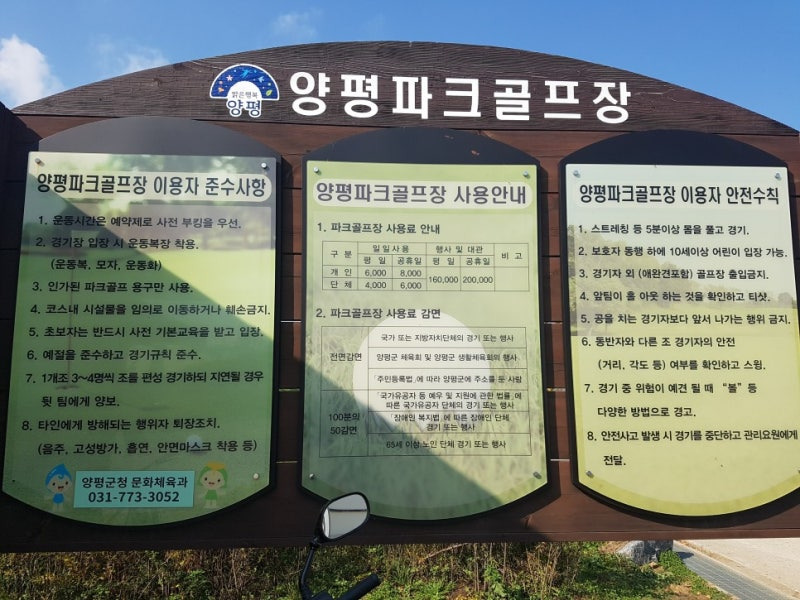 맑은행복
양평
양평파크골프장
양평파크골프장 이용자 준수사항
1. 운동시간은 예약제로 사전 부킹을 우선.
2. 경기장 입장 시 운동복장 착용.
(운동복, 모자, 운동화)
3. 인가된 파크골프 용구만 사용.
4. 코스내 시설물을 임의로 이동하거나 훼손금지.
5. 초보자는 반드시 사전 기본교육을 받고 입장.
6. 예절을 준수하고 경기규칙 준수.
7. 1개조 3~4명씩 조를 편성 경기하되 지연될 경우
뒷 팀에게 양보.
8. 타인에게 방해되는 행위자 퇴장조치.
(음주, 고성방가, 흡연, 안면마스크 착용 등)
양평군청 문화체육과
031-773-3052
양평파크골프장 사용안내
1. 파크골프장 사용료 안내
구 분 일일사용 행사 및 대관 비 고
평 일 공휴일 평 일 공휴일
개 인 6,000 8,000 160,000 200,000
단 체 4,000 6,000
2. 파크골프장 사용료 감면
전면감면 국가 또는 지방자치단체의 경기 또는 행사
양평군 체육회 및 양평군 생활체육회의 행사
「주민등록법」에 따라 양평군에 주소를 둔 사람
100분의 50감면 「국가유공자 등 예우 및 지원에 관한 법률」에
따른 국가유공자 단체의 경기 또는 행사
「장애인 복지법」에 따른 장애인 단체
경기 또는 행사
65세 이상 노인 단체 경기 또는 행사
양평파크골프장 이용자 안전수칙
1. 스트레칭 등 5분이상 몸을 풀고 경기.
2. 보호자 동행 하에 10세이상 어린이 입장 가능.
3. 경기자 외 (애완견포함) 골프장 출입금지.
4. 앞팀이 홀 아웃 하는 것을 확인하고 티샷.
5. 공을 치는 경기자보다 앞서 나가는 행위 금지.
6. 동반자와 다른 조 경기자의 안전
(거리, 각도 등) 여부를 확인하고 스윙.
7. 경기 중 위험이 예견 될 때 “볼” 등
다양한 방법으로 경고.
8. 안전사고 발생 시 경기를 중단하고 관리요원에게
전달.